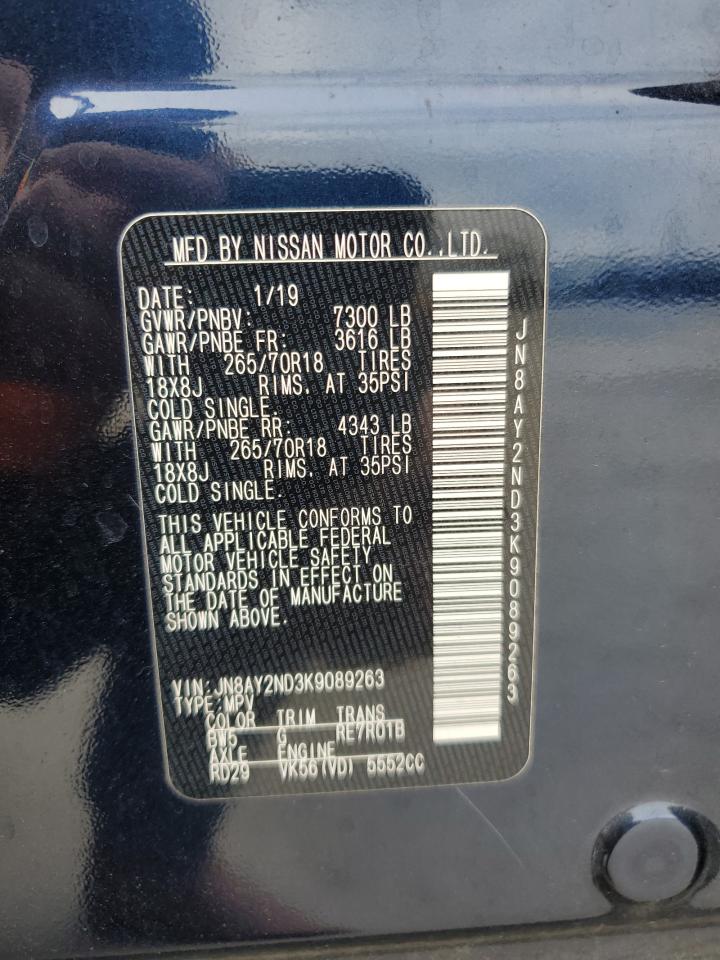 MFD BY NISSAN MOTOR CO.,LTD.
DATE: 1/19
GVWR/PNBV: 7300 LB
GAWR/PNBE FR: 3616 LB
WITH 265/70R18 TIRES
18X8J RIMS, AT 35PSI
COLD SINGLE.
GAWR/PNBE RR: 4343 LB
WITH 265/70R18 TIRES
18X8J RIMS, AT 35PSI
COLD SINGLE.
THIS VEHICLE CONFORMS TO
ALL APPLICABLE FEDERAL
MOTOR VEHICLE SAFETY
STANDARDS IN EFFECT ON
THE DATE OF MANUFACTURE
SHOWN ABOVE.
VIN:JN8AY2ND3K9089263
TYPE:MPV
COLOR TRIM TRANS
BW5 G RE7R01B
AXLE ENGINE
RD29 VK56(VD) 5552CC
JN8AY2ND3K9089263